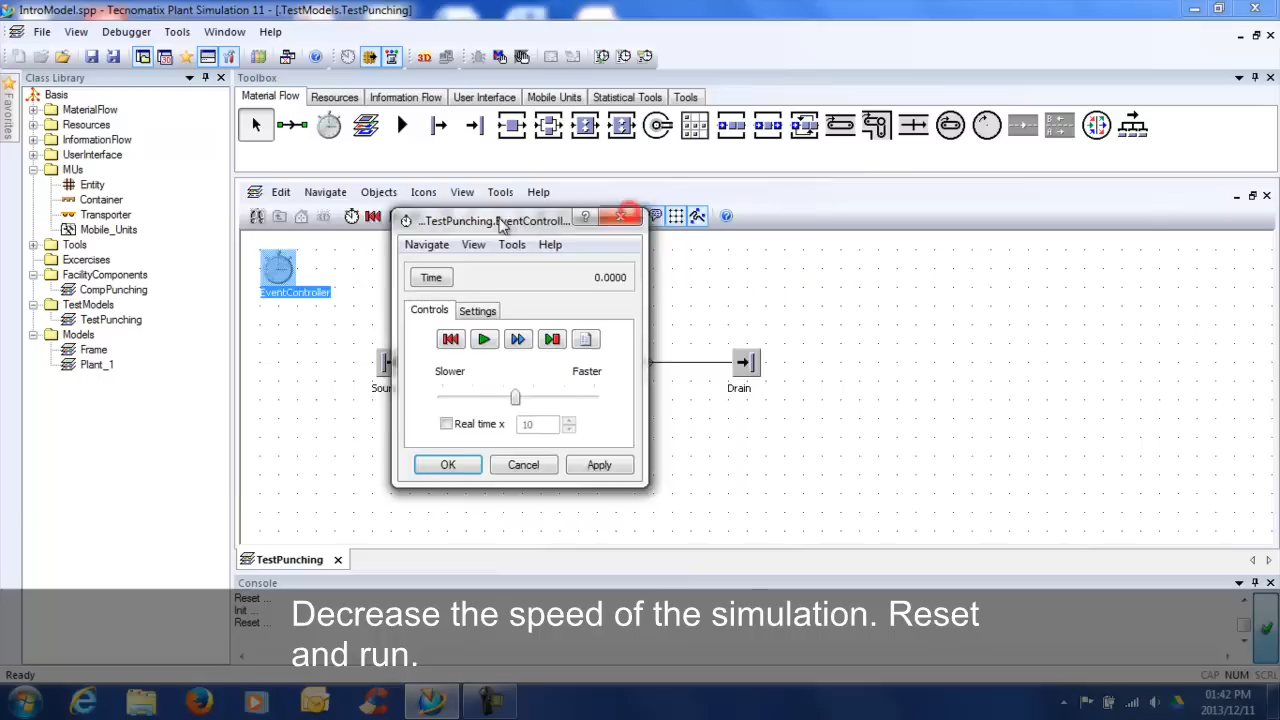 IntroModel.spp - Tecnomatix Plant Simulation 11 - [.TestModels.TestPunching]
File View Debugger Tools Window Help
3D
Class Library
Toolbox
Favorites
Basis
MaterialFlow
Resources
InformationFlow
UserInterface
MUs
Entity
Container
Transporter
Mobile_Units
Tools
Excercises
FacilityComponents
CompPunching
TestModels
TestPunching
Models
Frame
Plant_1
Material Flow Resources Information Flow User Interface Mobile Units Statistical Tools Tools
Edit Navigate Objects Icons View Tools Help
EventController
...TestPunching.EventControll...
Navigate View Tools Help
Time 0.0000
Controls Settings
Slower Faster
Real time x 10
OK Cancel Apply
Sour
Drain
TestPunching
Console
Reset ...
Init ...
Reset ...
Decrease the speed of the simulation. Reset
and run.
Ready
CAP NUM SCRL
01:42 PM
2013/12/11